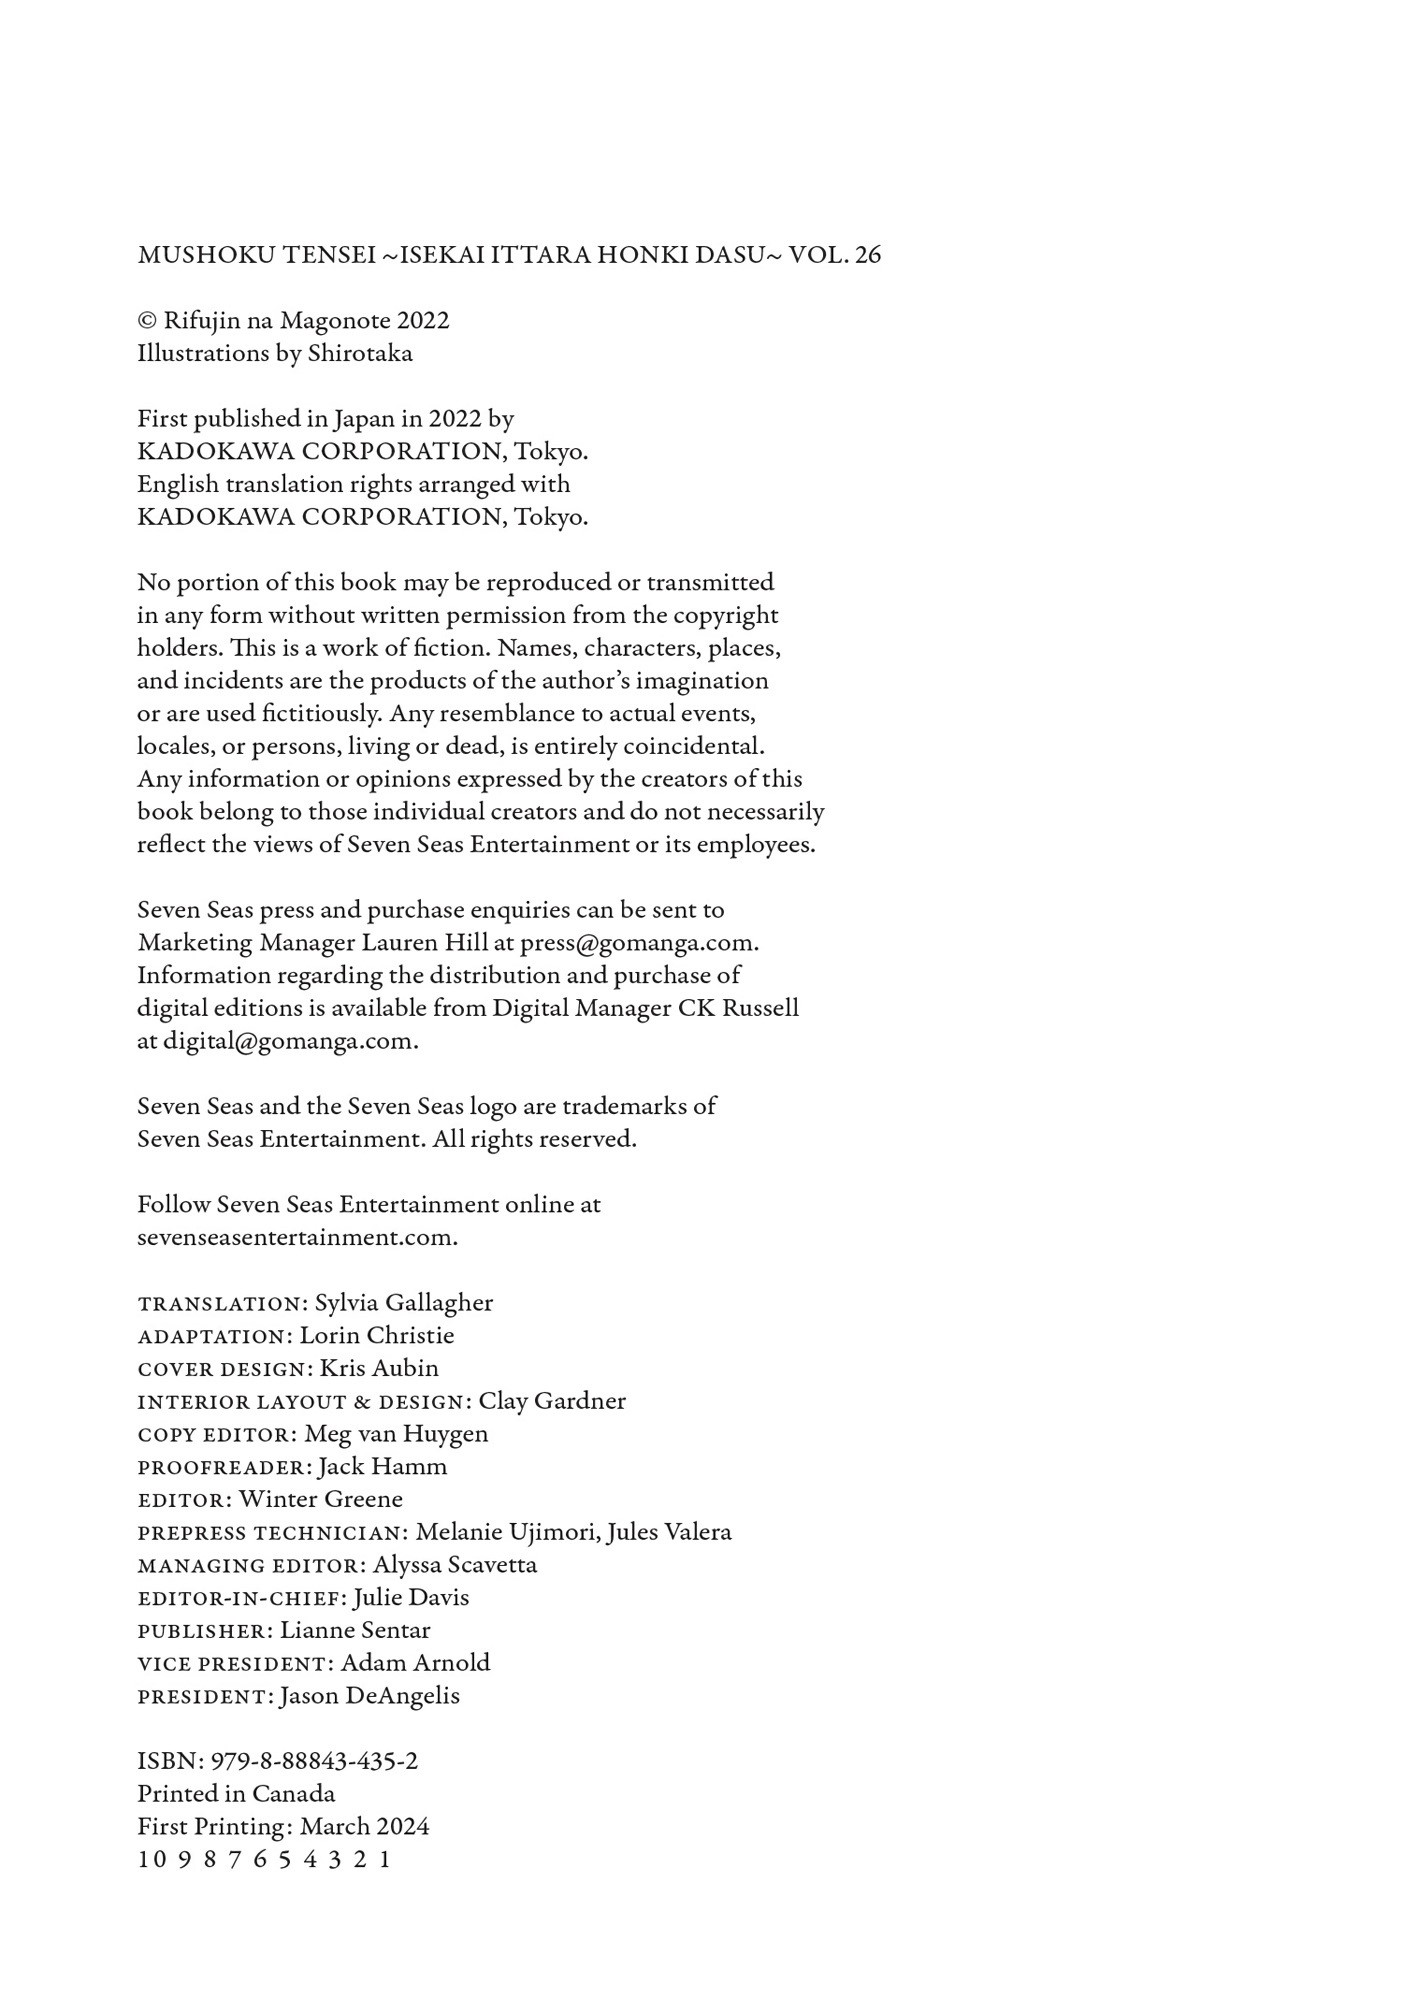 MUSHOKU TENSEI ~ISEKAI ITTARA HONKI DASU~ VOL. 26
© Rifujin na Magonote 2022
Illustrations by Shirotaka
First published in Japan in 2022 by
KADOKAWA CORPORATION, Tokyo.
English translation rights arranged with
KADOKAWA CORPORATION, Tokyo.
No portion of this book may be reproduced or transmitted
in any form without written permission from the copyright
holders. This is a work of fiction. Names, characters, places,
and incidents are the products of the author’s imagination
or are used fictitiously. Any resemblance to actual events,
locales, or persons, living or dead, is entirely coincidental.
Any information or opinions expressed by the creators of this
book belong to those individual creators and do not necessarily
reflect the views of Seven Seas Entertainment or its employees.
Seven Seas press and purchase enquiries can be sent to
Marketing Manager Lauren Hill at press@gomanga.com.
Information regarding the distribution and purchase of
digital editions is available from Digital Manager CK Russell
at digital@gomanga.com.
Seven Seas and the Seven Seas logo are trademarks of
Seven Seas Entertainment. All rights reserved.
Follow Seven Seas Entertainment online at
sevenseasentertainment.com.
TRANSLATION: Sylvia Gallagher
ADAPTATION: Lorin Christie
COVER DESIGN: Kris Aubin
INTERIOR LAYOUT & DESIGN: Clay Gardner
COPY EDITOR: Meg van Huygen
PROOFREADER: Jack Hamm
EDITOR: Winter Greene
PREPRESS TECHNICIAN: Melanie Ujimori, Jules Valera
MANAGING EDITOR: Alyssa Scavetta
EDITOR-IN-CHIEF: Julie Davis
PUBLISHER: Lianne Sentar
VICE PRESIDENT: Adam Arnold
PRESIDENT: Jason DeAngelis
ISBN: 979-8-88843-435-2
Printed in Canada
First Printing: March 2024
10 9 8 7 6 5 4 3 2 1